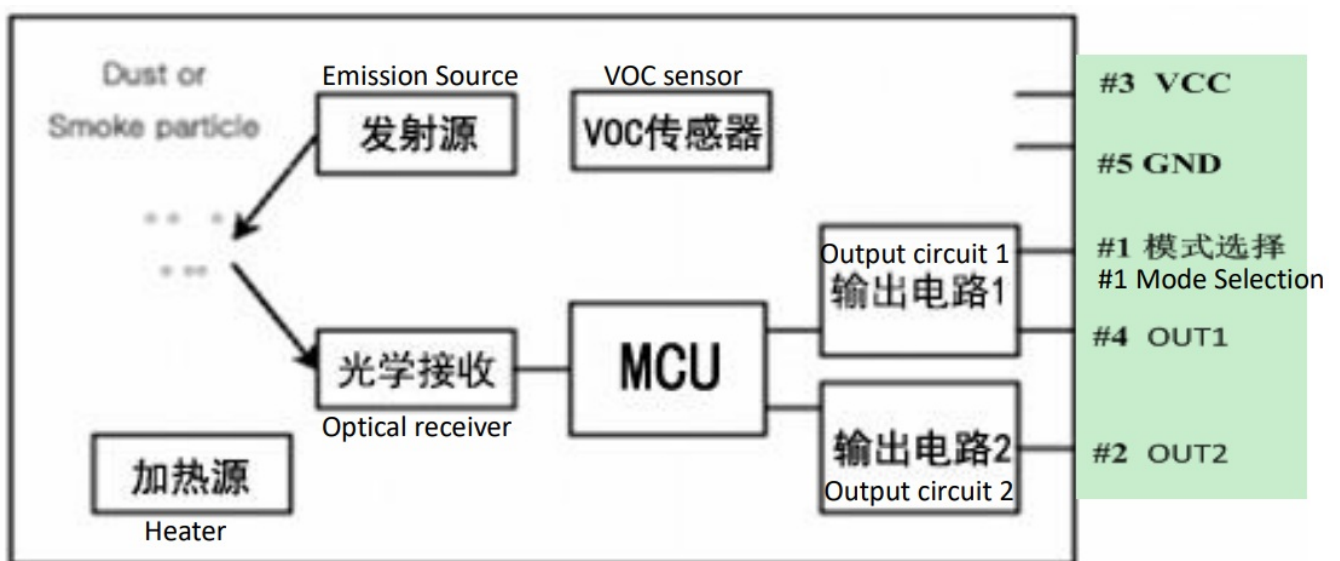 Dust or
Smoke particle
Emission Source
发射源
VOC sensor
VOC传感器
#3 VCC
#5 GND
Output circuit 1
输出电路1
#1 模式选择
#1 Mode Selection
#4 OUT1
MCU
光学接收
Optical receiver
输出电路2
Output circuit 2
#2 OUT2
加热源
Heater